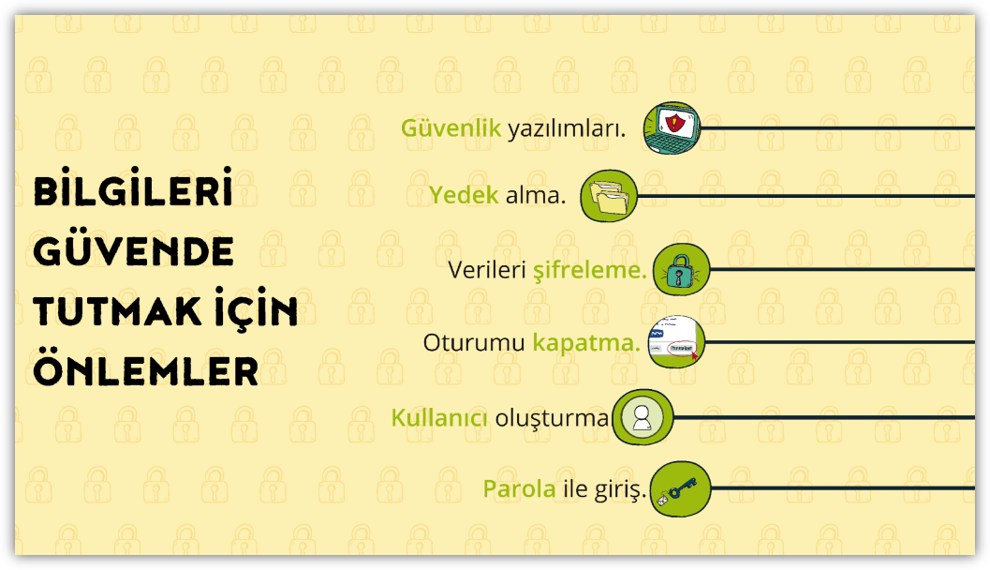 BİLGİLERİ
GÜVENDE
TUTMAK İÇİN
ÖNLEMLER
Güvenlik yazılımları.
Yedek alma.
Verileri şifreleme.
Oturumu kapatma.
Kullanıcı oluşturma
Parola ile giriş.